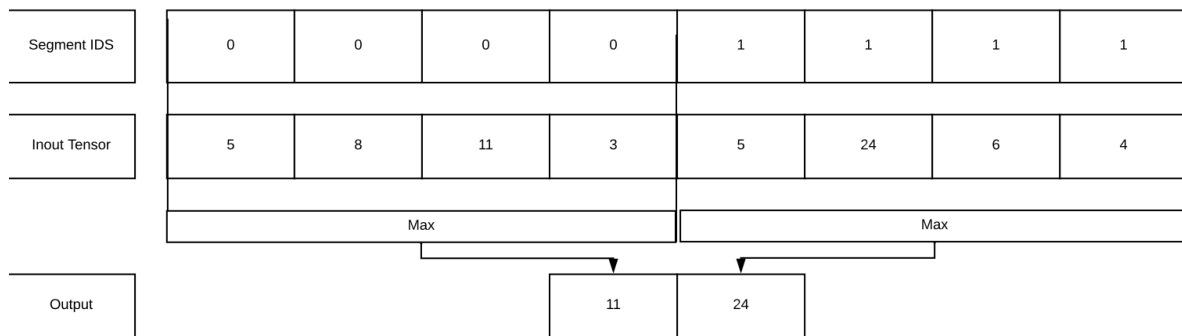 Segment IDS 0 0 0 0 1 1 1 1
Inout Tensor 5 8 11 3 5 24 6 4
Max Max
Output 11 24